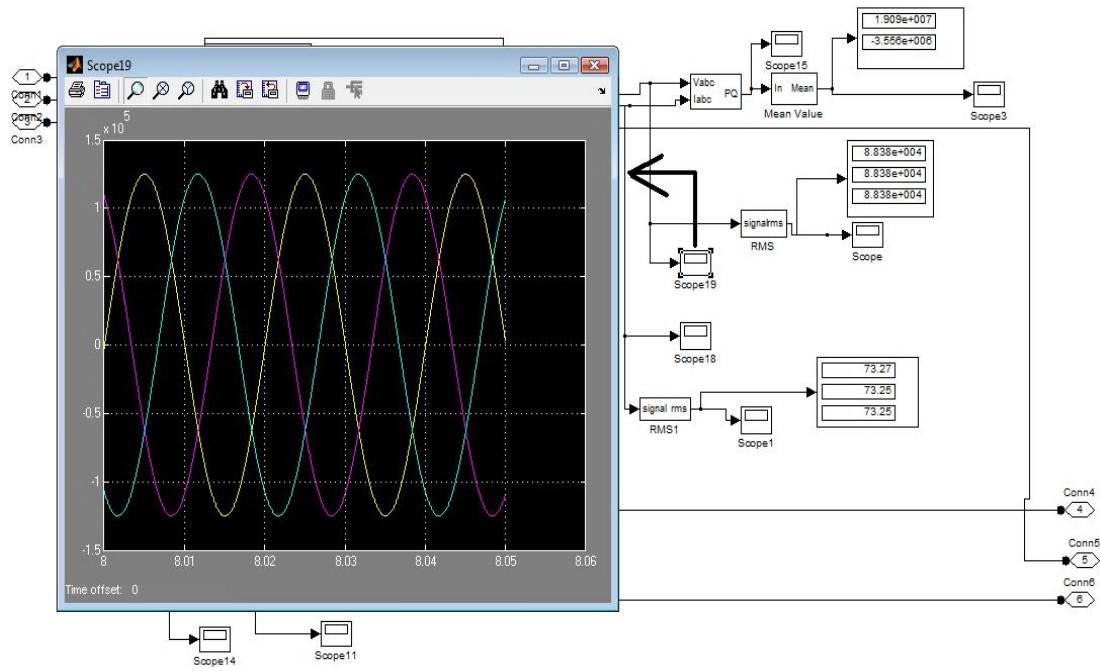 Scope19
1.5
x 10
5
1
0.5
0
-0.5
-1
-1.5
8
8.01
8.02
8.03
8.04
8.05
8.06
Time offset: 0
1
Conn1
2
Conn2
3
Conn3
Vabc
Iabc
PQ
Scope15
In Mean
Mean Value
1.909e+007
-3.556e+006
Scope3
8.838e+004
8.838e+004
8.838e+004
signalrms
RMS
Scope
Scope19
Scope18
73.27
73.25
73.25
signal rms
RMS1
Scope1
Conn4
4
Conn5
5
Conn6
6
Scope14
Scope11